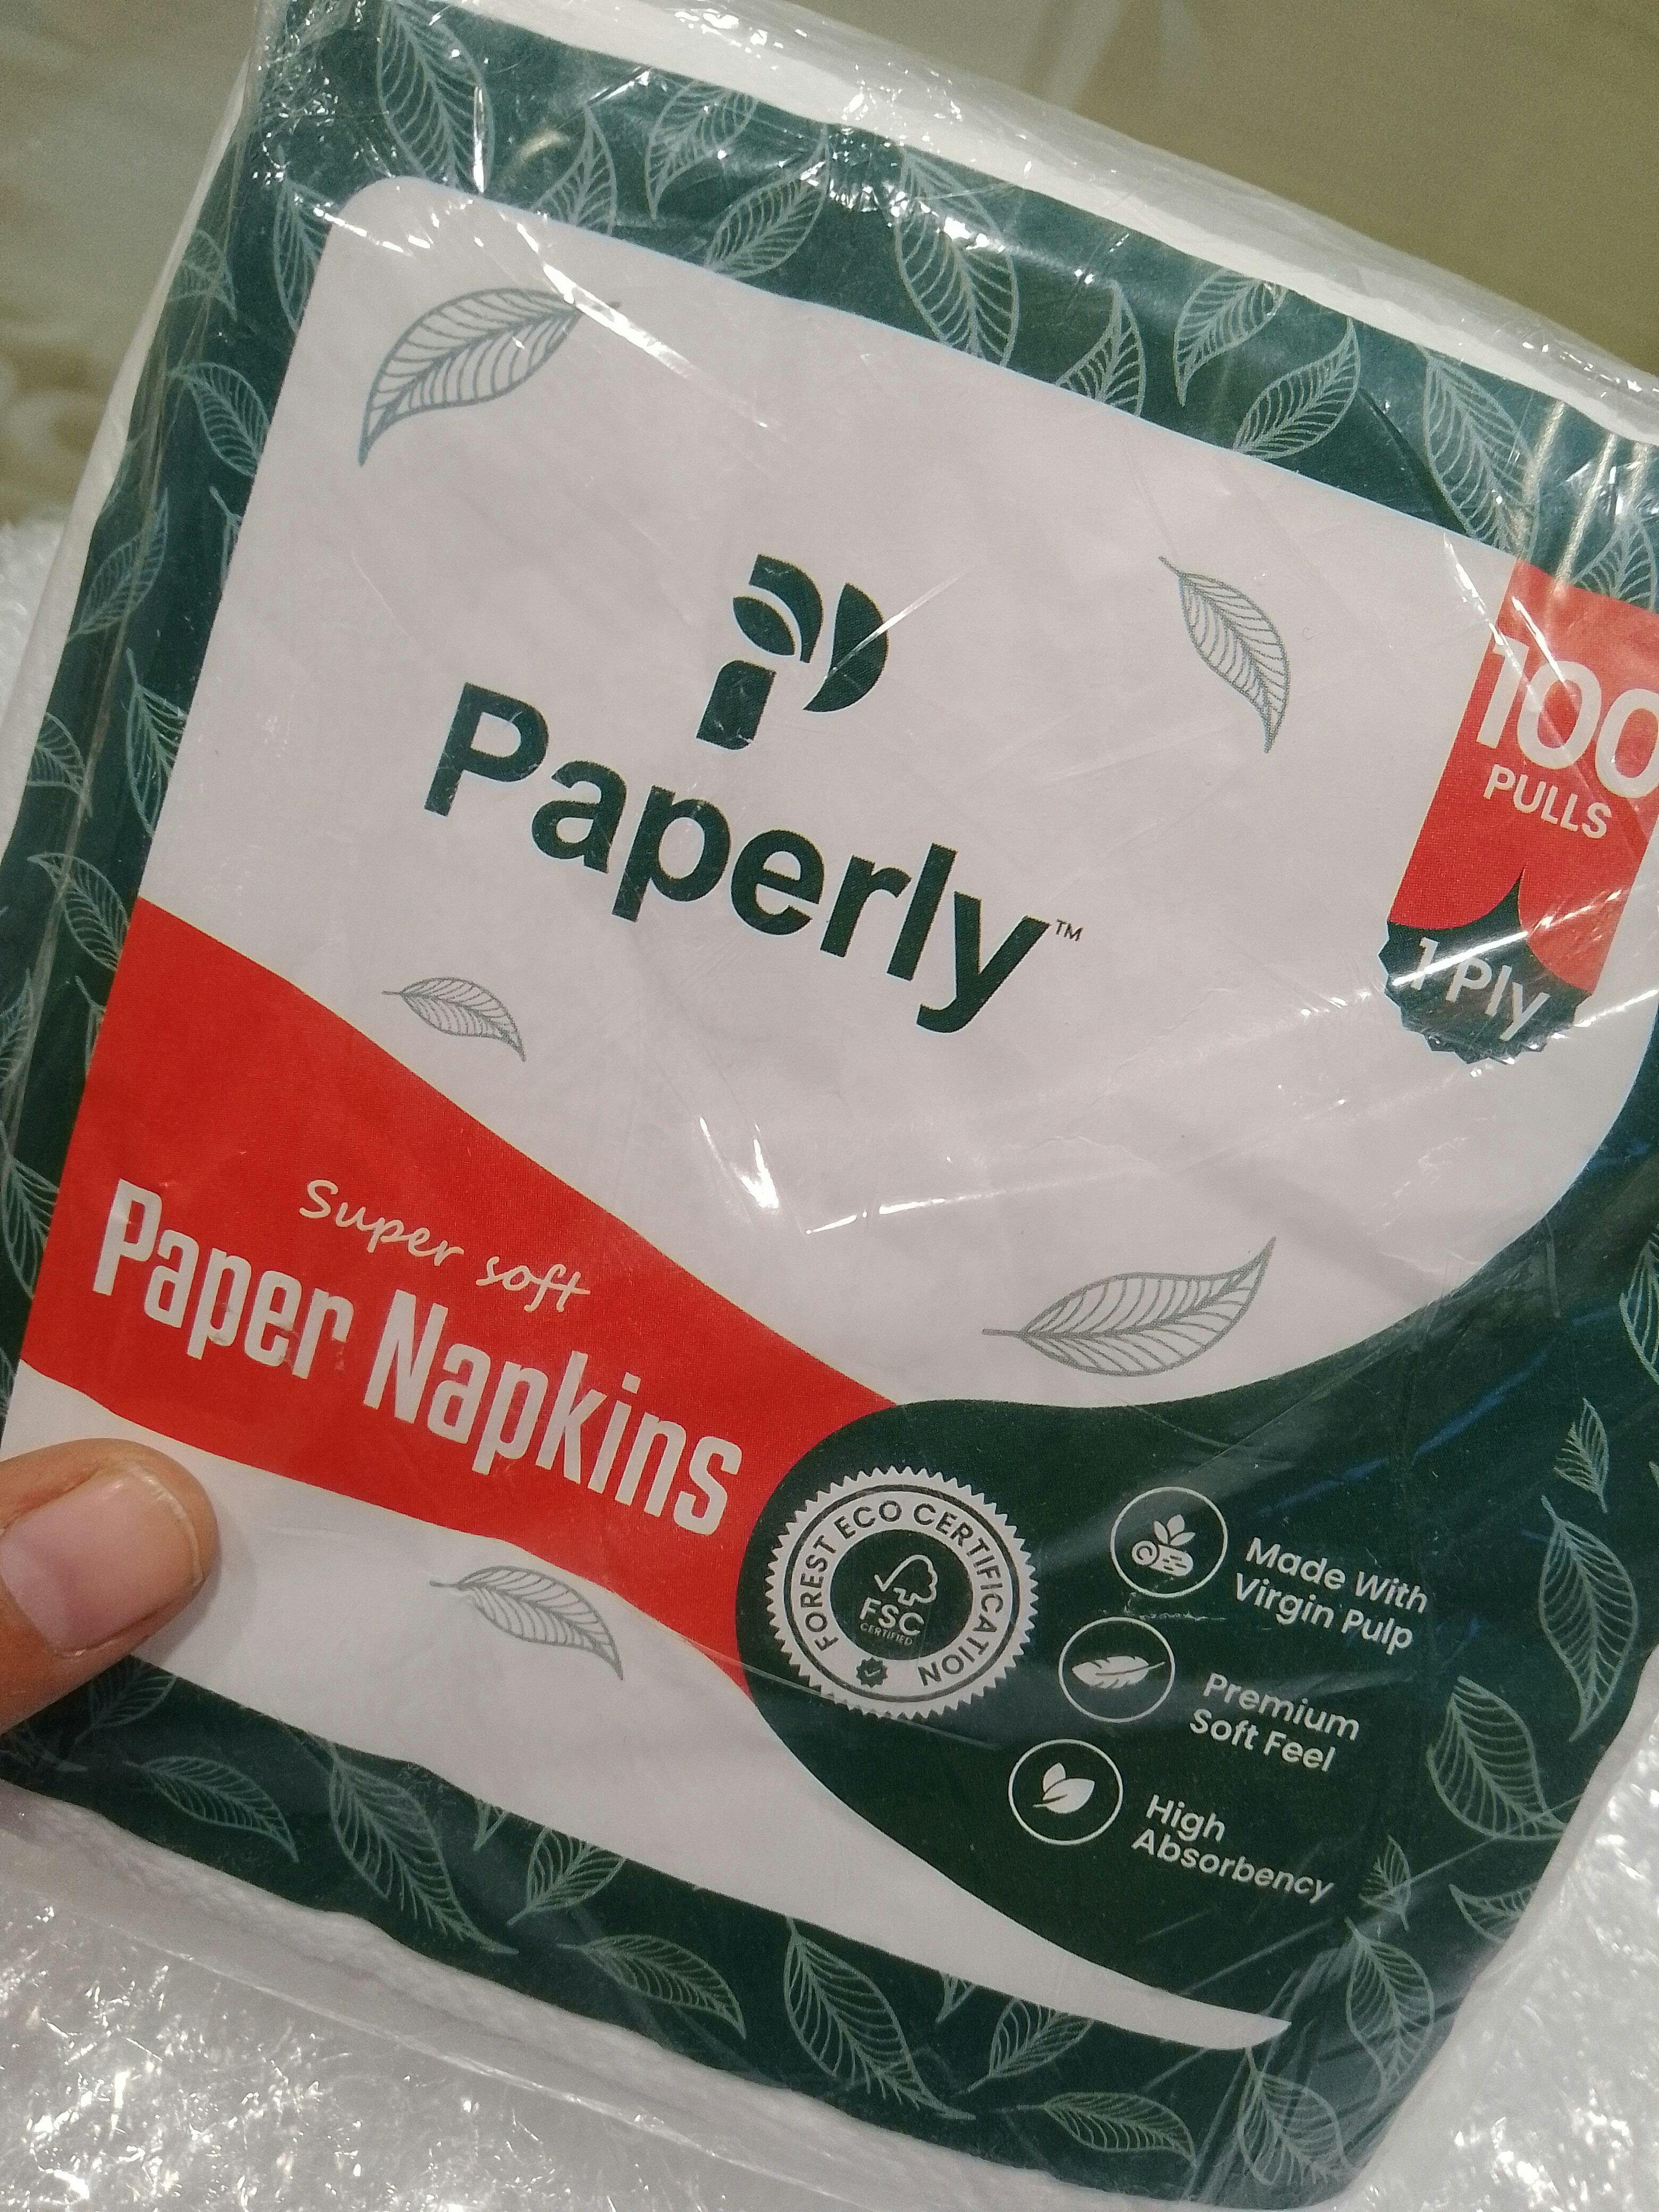 Paperly™
100
PULLS
1 Ply
Super soft
Paper Napkins
FOREST ECO CERTIFICATION
FSC
CERTIFIED
Made With
Virgin Pulp
Premium
Soft Feel
High
Absorbency